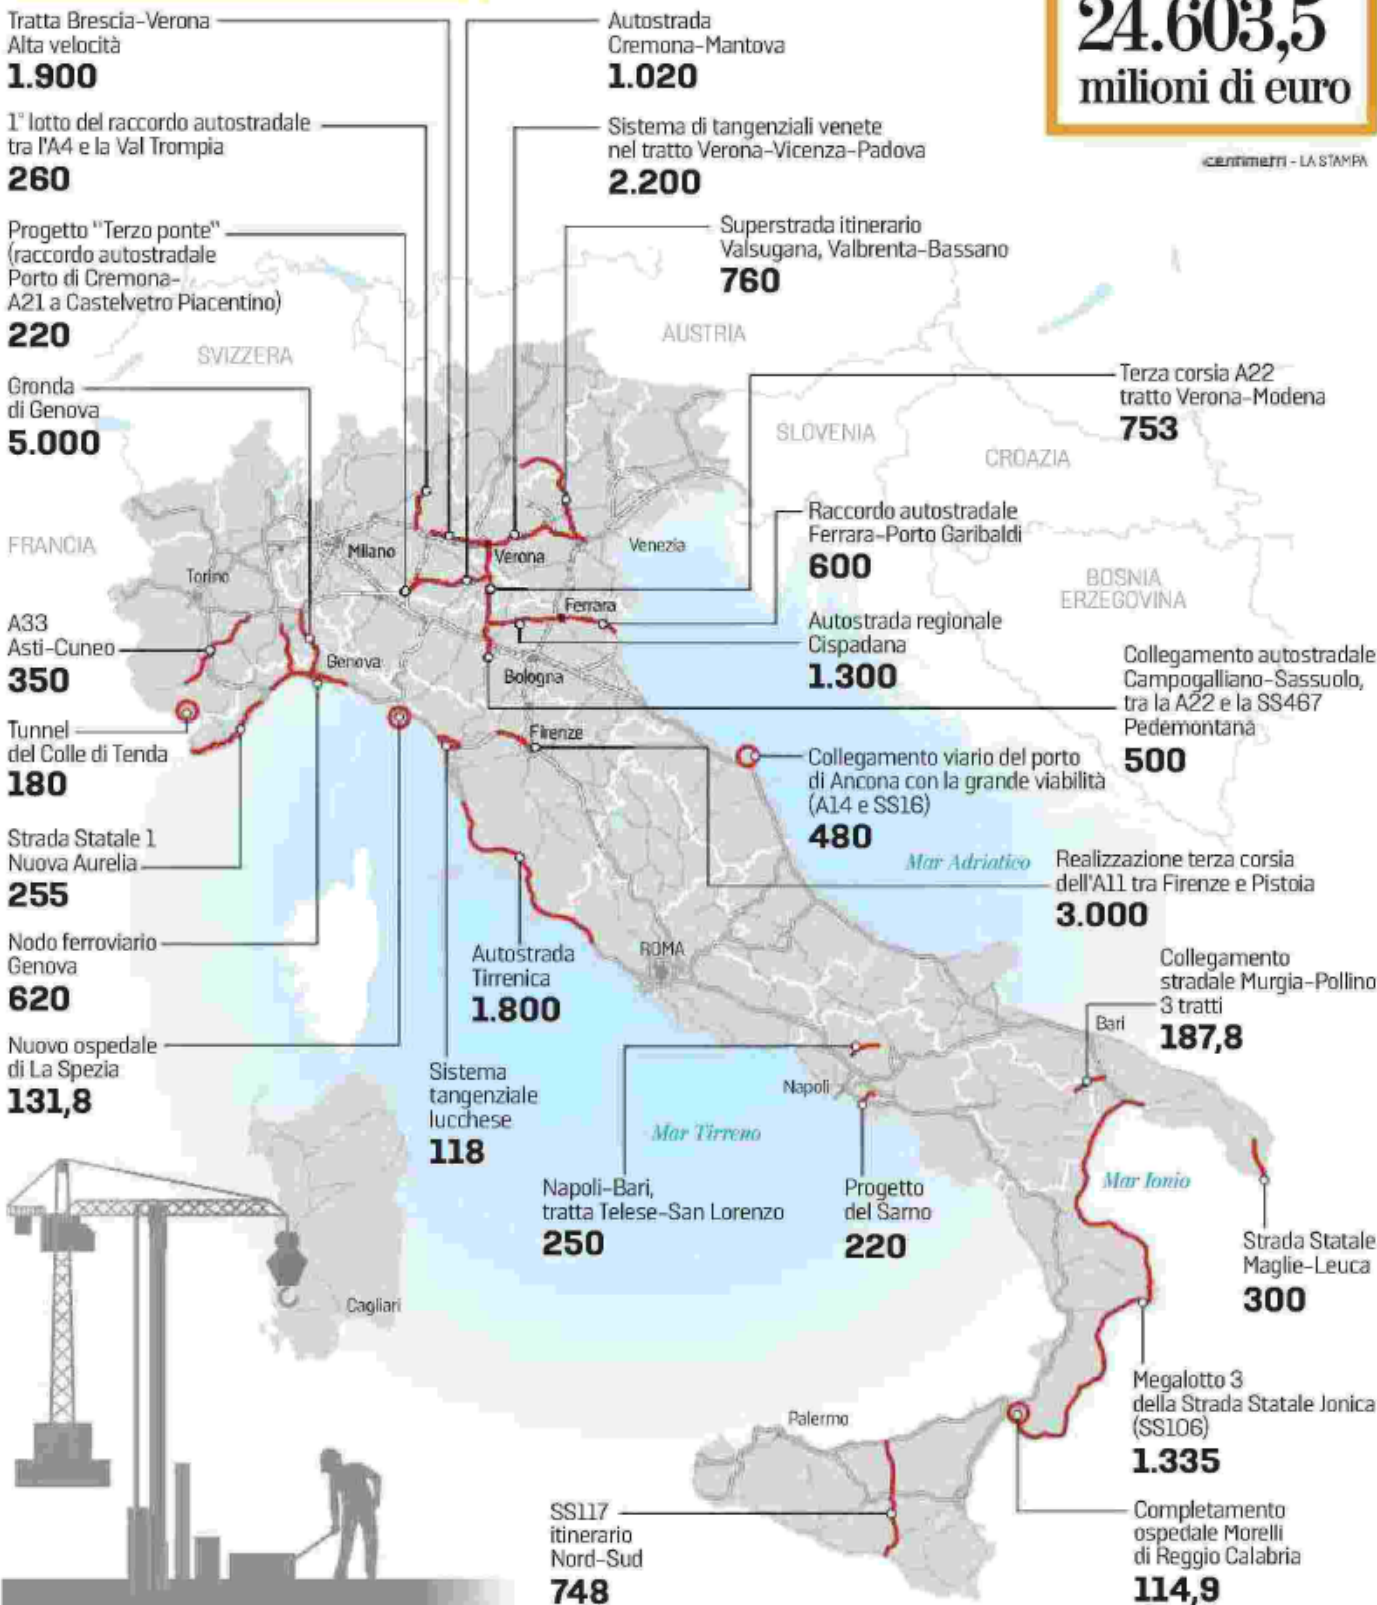 Tratta Brescia-Verona
Alta velocità
1.900
1° lotto del raccordo autostradale
tra l'A4 e la Val Trompia
260
Progetto "Terzo ponte"
(raccordo autostradale
Porto di Cremona-
A21 a Castelvetro Piacentino)
220
Gronda
di Genova
5.000
A33
Asti-Cuneo
350
Tunnel
del Colle di Tenda
180
Strada Statale 1
Nuova Aurelia
255
Nodo ferroviario
Genova
620
Nuovo ospedale
di La Spezia
131,8
Autostrada
Cremona-Mantova
1.020
Sistema di tangenziali venete
nel tratto Verona-Vicenza-Padova
2.200
Superstrada itinerario
Valsugana, Valbrenta-Bassano
760
24.603,5
milioni di euro
centimetri - LA STAMPA
Terza corsia A22
tratto Verona-Modena
753
Raccordo autostradale
Ferrara-Porto Garibaldi
600
Autostrada regionale
Cispadana
1.300
Collegamento autostradale
Campogalliano-Sassuolo,
tra la A22 e la SS467
Pedemontana
500
Collegamento viario del porto
di Ancona con la grande viabilità
(A14 e SS16)
480
Realizzazione terza corsia
dell'A11 tra Firenze e Pistoia
3.000
Collegamento
stradale Murgia-Pollino
3 tratti
187,8
Autostrada
Tirrenica
1.800
Sistema
tangenziale
lucchese
118
Napoli-Bari,
tratta Telese-San Lorenzo
250
Progetto
del Sarno
220
Strada Statale
Maglie-Leuca
300
Megalotto 3
della Strada Statale Jonica
(SS106)
1.335
Completamento
ospedale Morelli
di Reggio Calabria
114,9
SS117
itinerario
Nord-Sud
748
SVIZZERA
AUSTRIA
SLOVENIA
CROAZIA
BOSNIA
ERZEGOVINA
FRANCIA
Milano
Verona
Venezia
Torino
Ferrara
Genova
Bologna
Firenze
ROMA
Bari
Napoli
Cagliari
Palermo
Mar Adriatico
Mar Tirreno
Mar Ionio